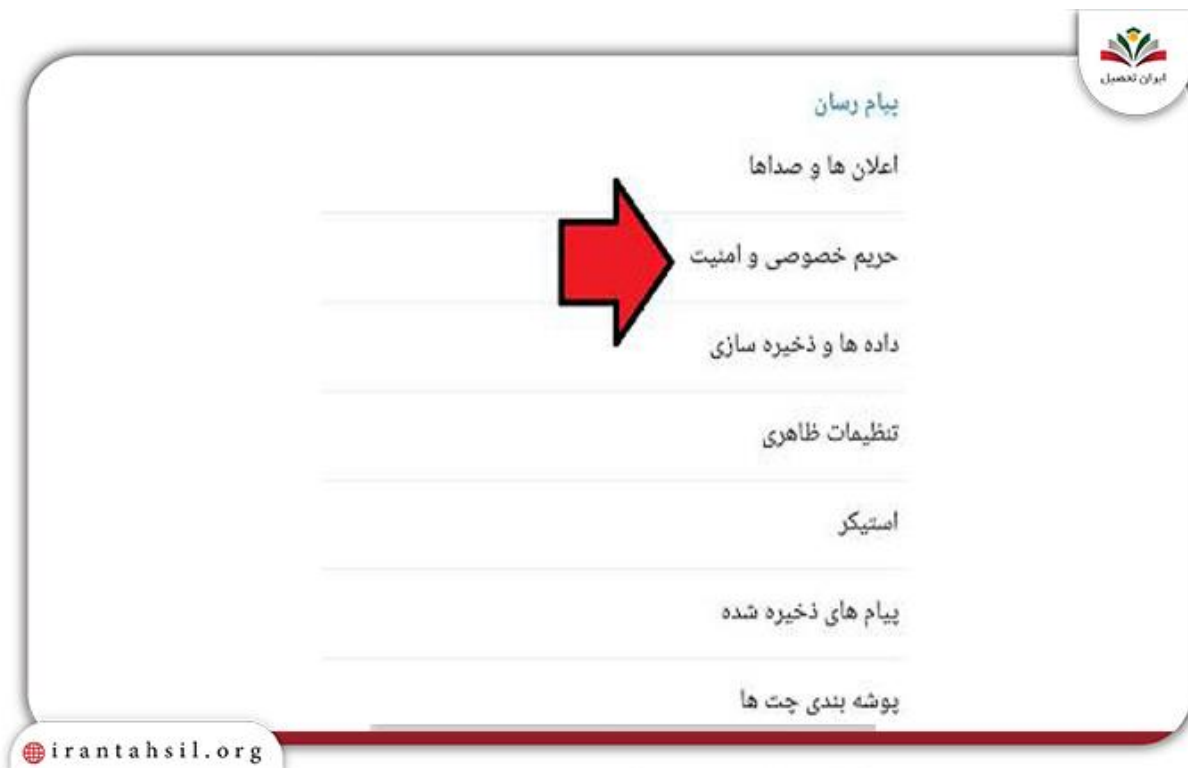 ایران تحصیل
پیام رسان
اعلان ها و صداها
حریم خصوصی و امنیت
داده ها و ذخیره سازی
تنظیمات ظاهری
استیکر
پیام های ذخیره شده
پوشه بندی چت ها
irantahsil.org